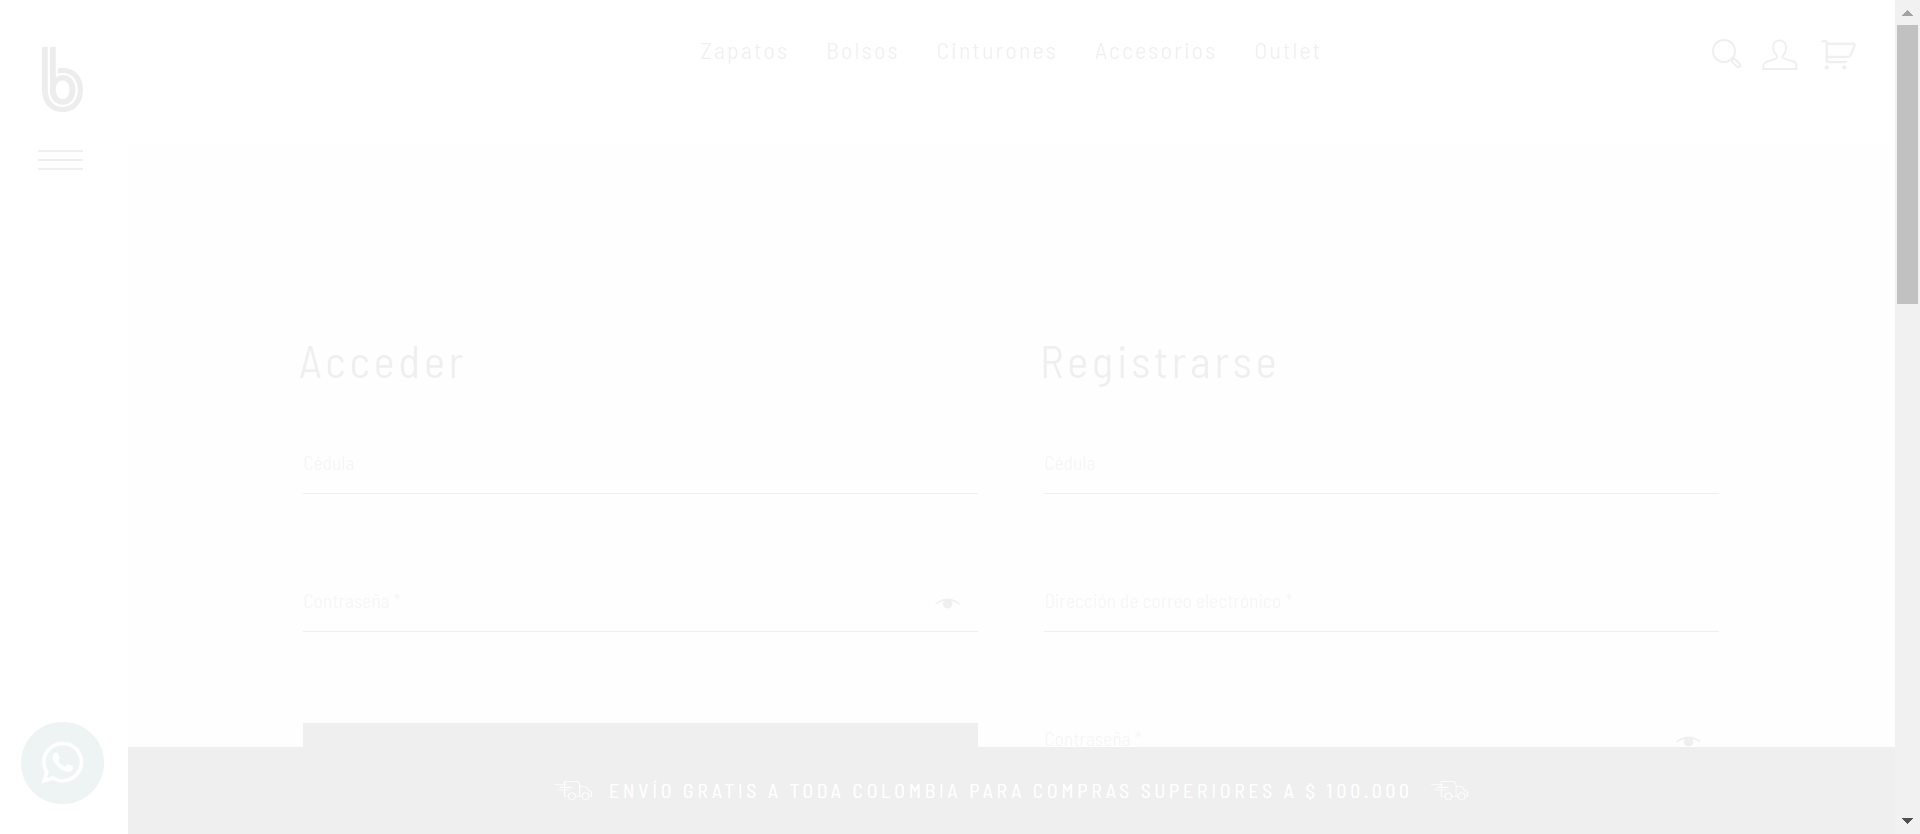 b
Zapatos Bolsos Cinturones Accesorios Outlet
Acceder
Registrarse
Cédula
Cédula
Contraseña *
Dirección de correo electrónico *
Contraseña *
ENVÍO GRATIS A TODA COLOMBIA PARA COMPRAS SUPERIORES A $ 100.000